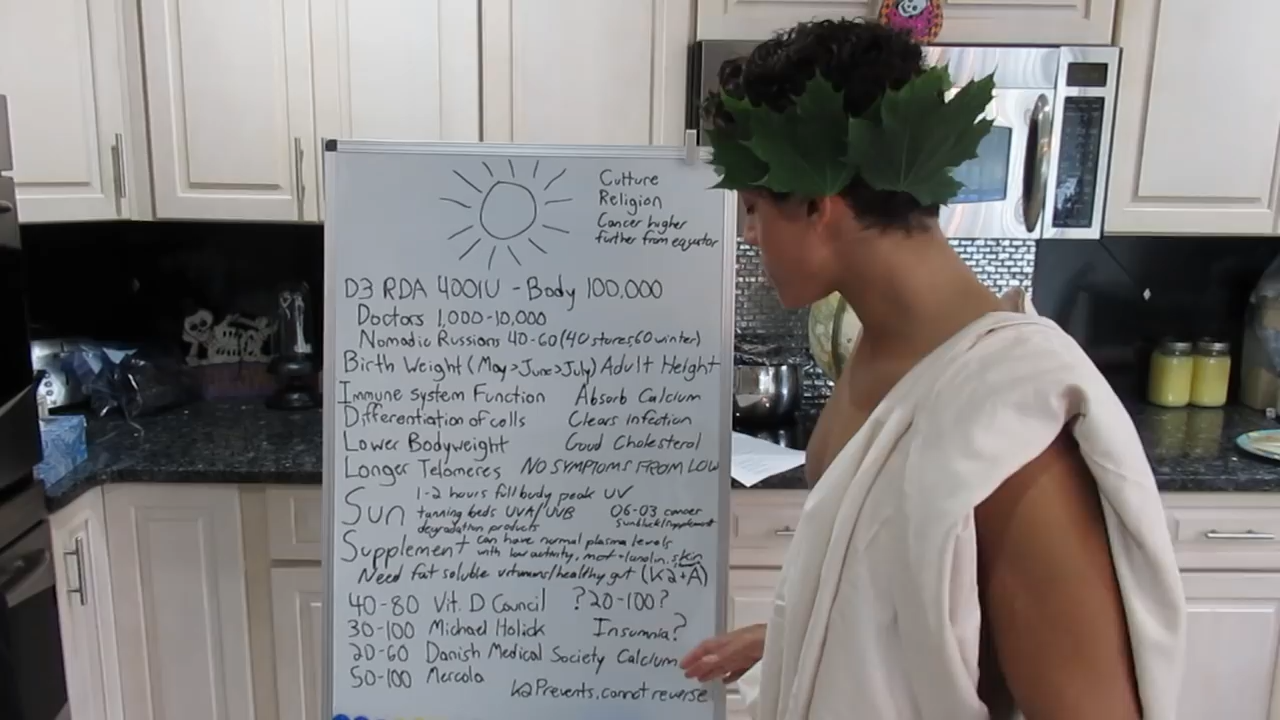 Culture
Religion
Cancer higher
further from equator
D3 RDA 400IU - Body 100,000
Doctors 1,000-10,000
Nomadic Russians 40-60 (40 stores, 60 winter)
Birth Weight (May>June>July) Adult Height
Immune system Function Absorb Calcium
Differentiation of cells Clears Infection
Lower Bodyweight Good Cholesterol
Longer Telomeres NO SYMPTOMS FROM LOW
Sun 1-2 hours full body peak UV
tanning beds UVA/UVB 06-03 cancer
degradation products sunblock/supplement
Supplement can have normal plasma levels
with low activity, most = lanolin, skin
Need fat soluble vitamins/healthy gut (K2+A)
40-80 Vit. D Council ?20-100?
30-100 Michael Holick Insomnia?
20-60 Danish Medical Society Calcium
50-100 Mercola
K2 Prevents, cannot reverse